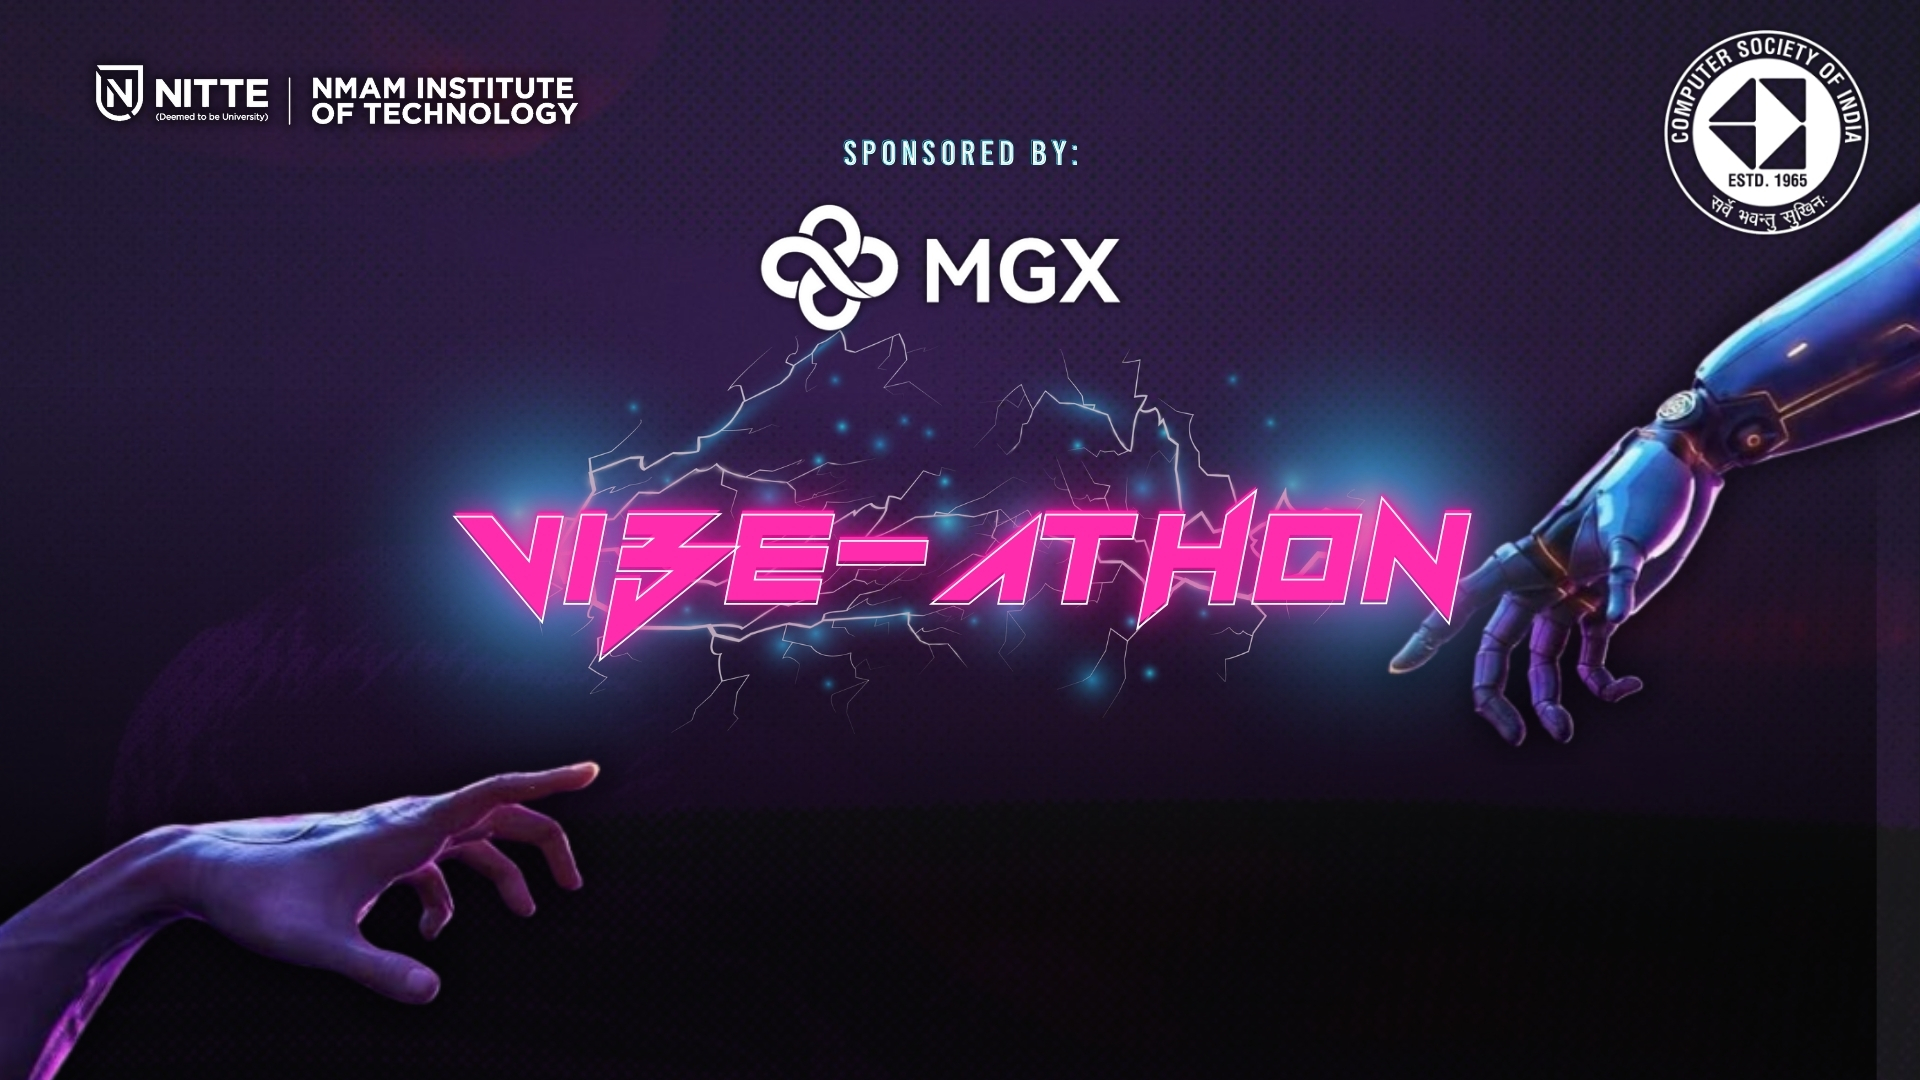 NITTE
(Deemed to be University)
NMAM INSTITUTE
OF TECHNOLOGY
COMPUTER SOCIETY OF INDIA
ESTD. 1965
सर्वे भवन्तु सुखिनः
SPONSORED BY:
MGX
VIBE-ATHON